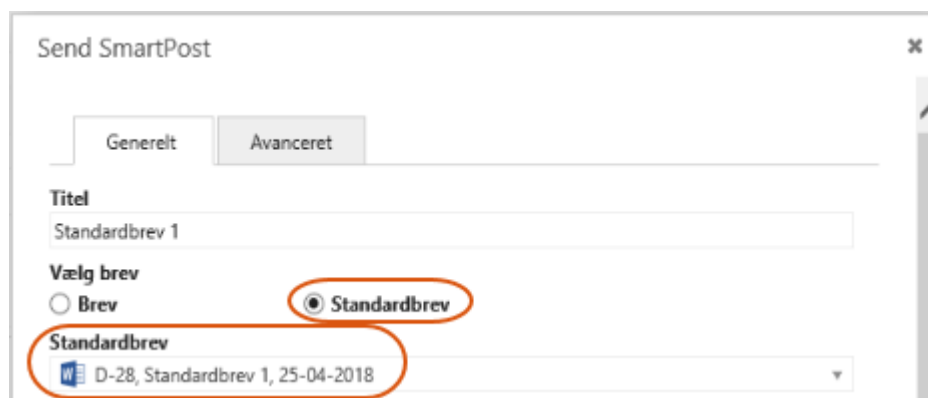 Send SmartPost
Generelt Avanceret
Titel
Standardbrev 1
Vælg brev
Brev Standardbrev
Standardbrev
D-28, Standardbrev 1, 25-04-2018